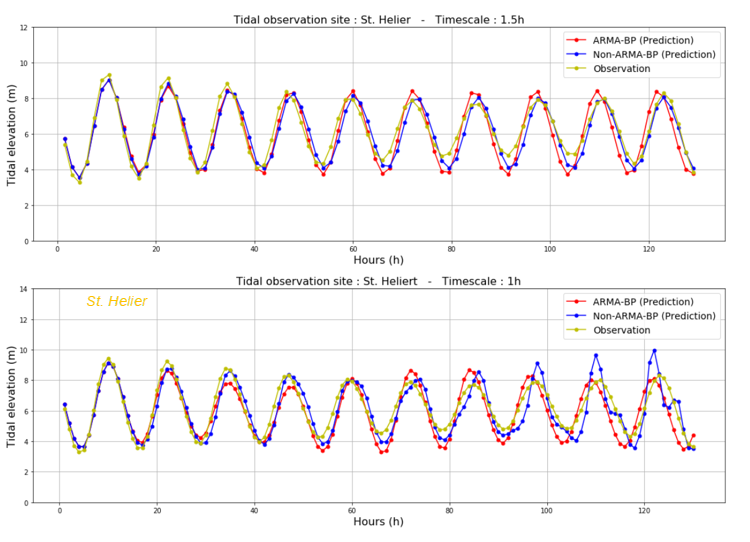 Tidal observation site : St. Helier - Timescale : 1.5h
12
10
8
6
4
2
0
Tidal elevation (m)
ARMA-BP (Prediction)
Non-ARMA-BP (Prediction)
Observation
0 20 40 60 80 100 120
Hours (h)
Tidal observation site : St. Heliert - Timescale : 1h
14
12
10
8
6
4
2
0
Tidal elevation (m)
St. Helier
ARMA-BP (Prediction)
Non-ARMA-BP (Prediction)
Observation
0 20 40 60 80 100 120
Hours (h)